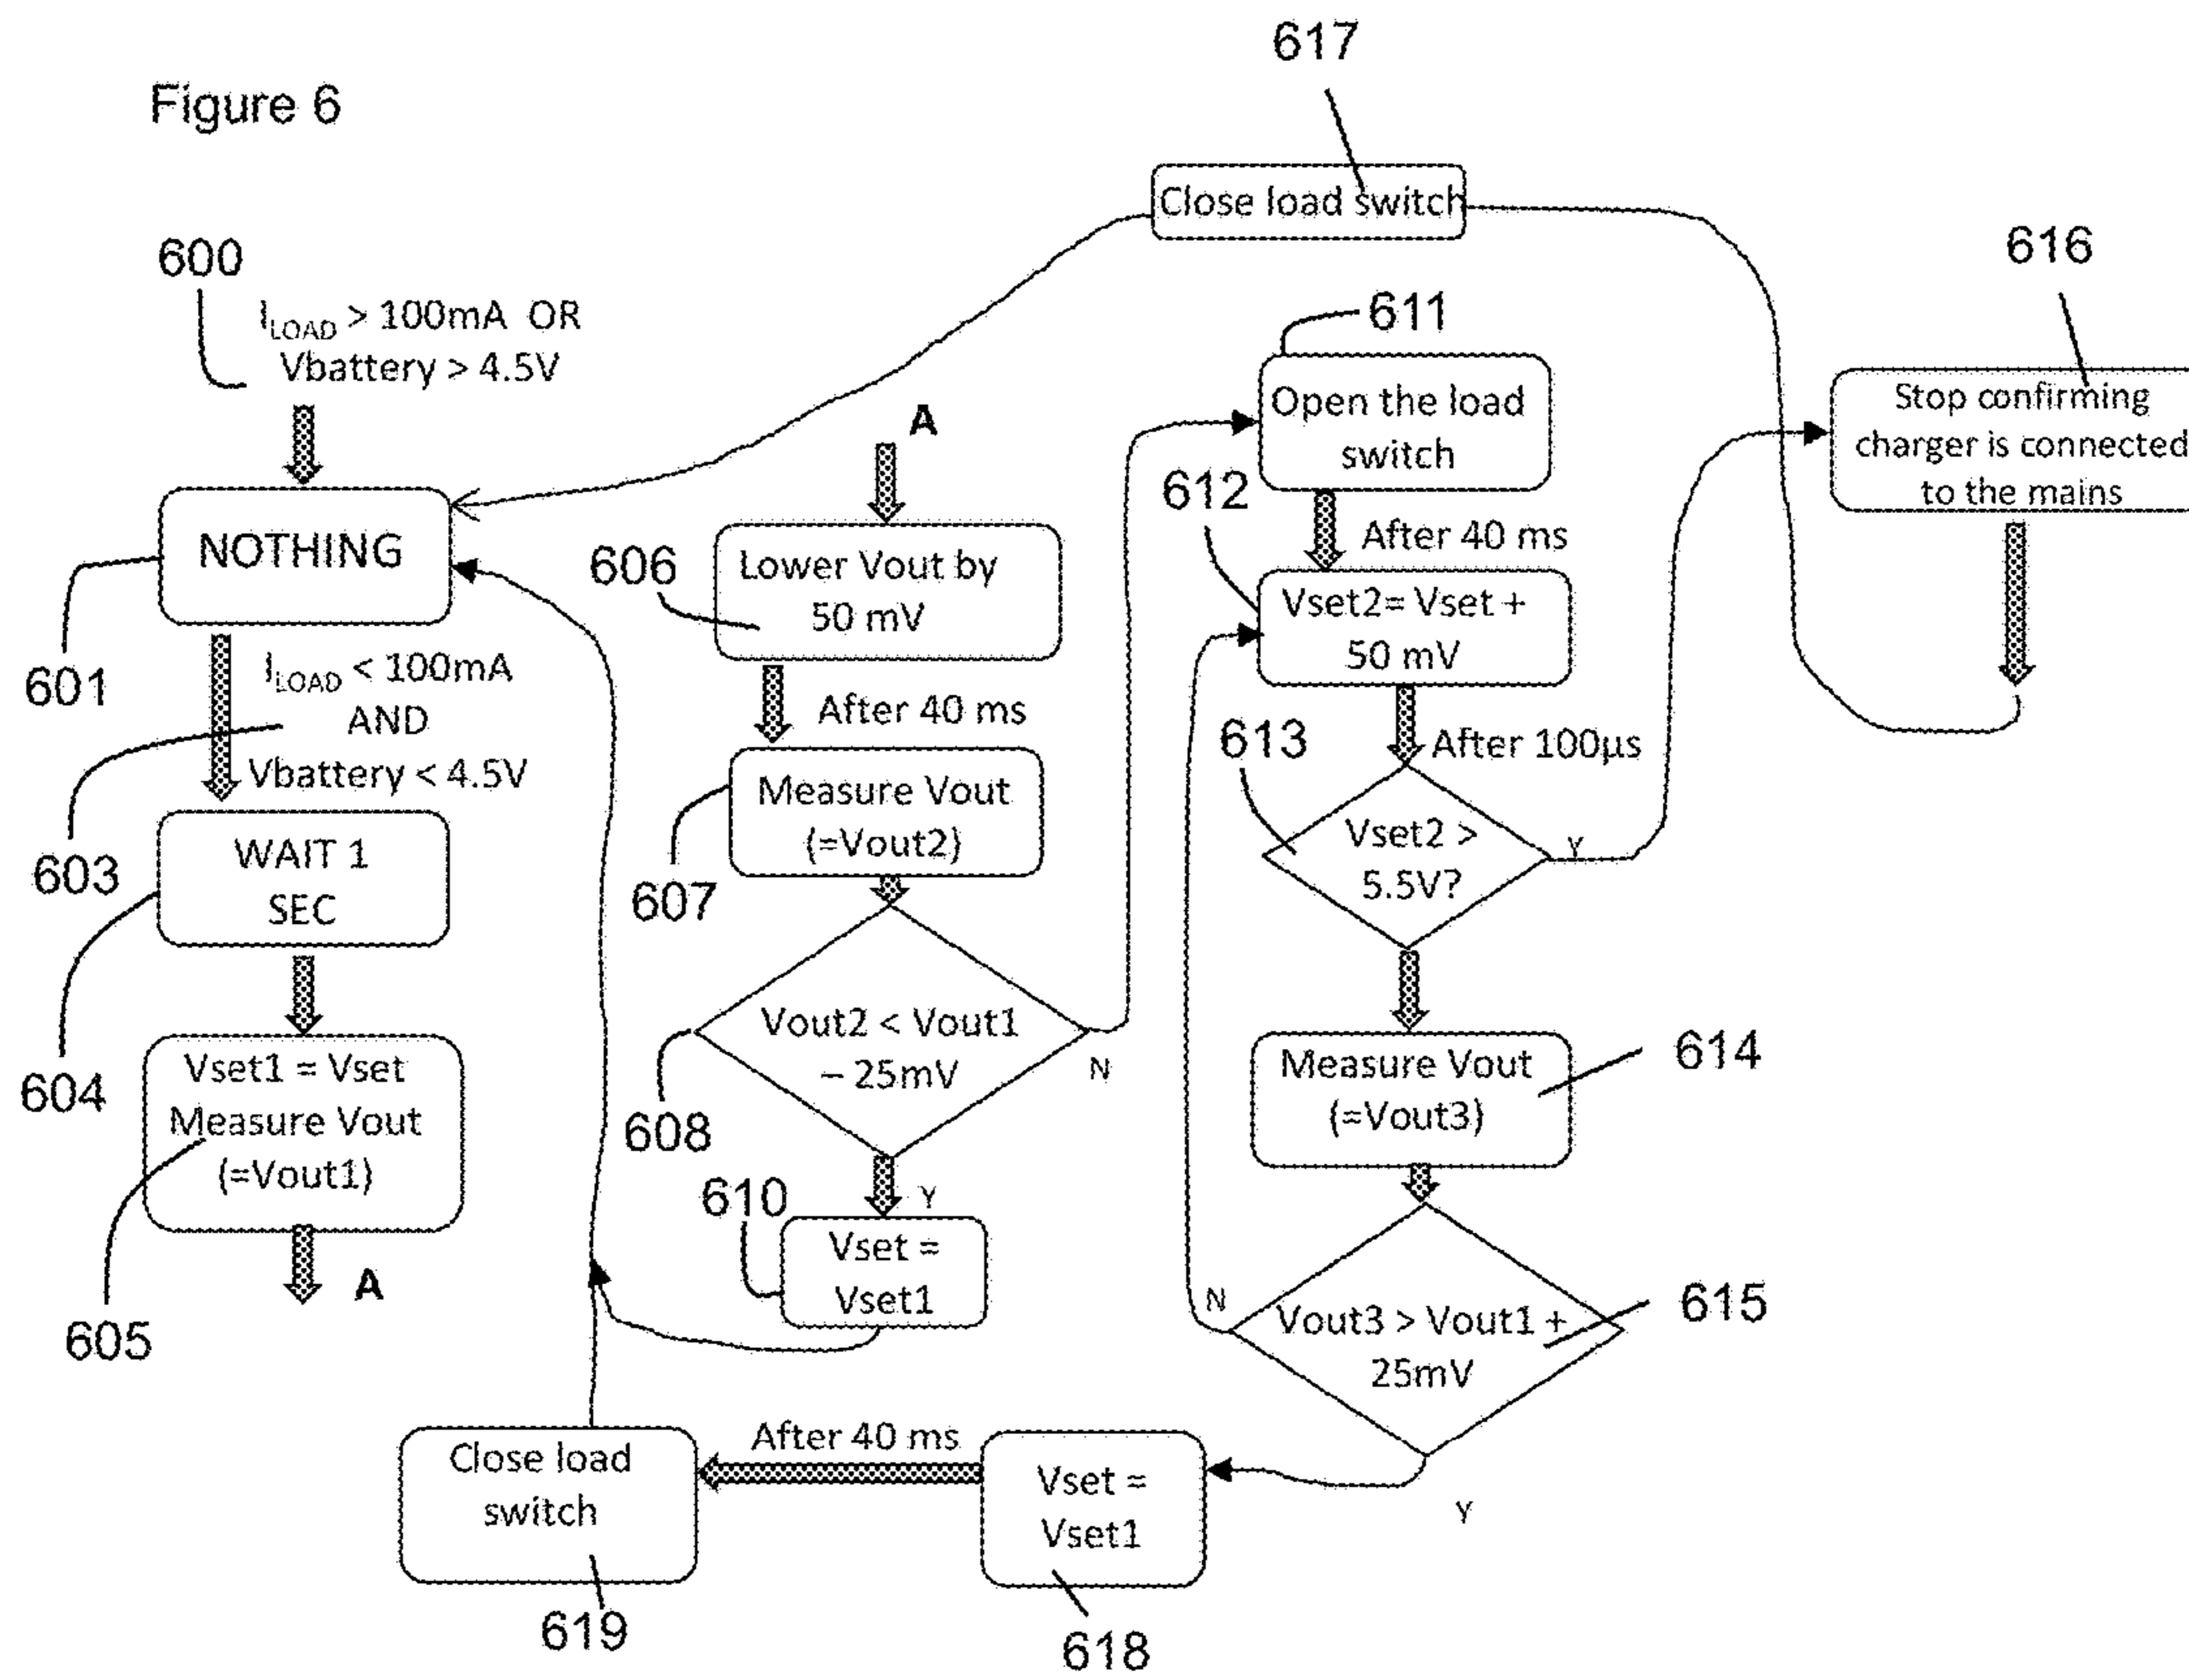 Figure 6
617
Close load switch
616
Stop confirming
charger is connected
to the mains
600
I_LOAD > 100mA OR
Vbattery > 4.5V
NOTHING
601
I_LOAD < 100mA
AND
Vbattery < 4.5V
603
WAIT 1
SEC
604
Vset1 = Vset
Measure Vout
(=Vout1)
605
A
A
Lower Vout by
50 mV
606
After 40 ms
Measure Vout
(=Vout2)
607
Vout2 < Vout1
– 25mV
608
N
Y
610
Vset =
Vset1
611
Open the load
switch
612
After 40 ms
Vset2= Vset +
50 mV
After 100µs
613
Vset2 >
5.5V?
Y
Measure Vout
(=Vout3)
614
N
Vout3 > Vout1 +
25mV
615
Y
Vset =
Vset1
618
After 40 ms
Close load
switch
619